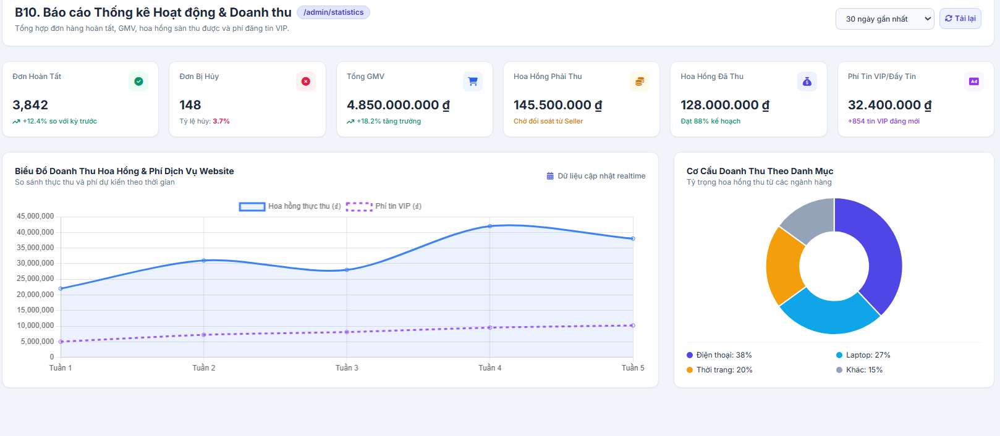 B10. Báo cáo Thống kê Hoạt động & Doanh thu
/admin/statistics
Tổng hợp đơn hàng hoàn tất, GMV, hoa hồng sàn thu được và phí đăng tin VIP.
30 ngày gần nhất
Tải lại
Đơn Hoàn Tất
3,842
+12.4% so với kỳ trước
Đơn Bị Hủy
148
Tỷ lệ hủy: 3.7%
Tổng GMV
4.850.000.000 ₫
+18.2% tăng trưởng
Hoa Hồng Phải Thu
145.500.000 ₫
Chờ đối soát từ Seller
Hoa Hồng Đã Thu
128.000.000 ₫
Đạt 88% kế hoạch
Phí Tin VIP/Đẩy Tin
Ad
32.400.000 ₫
+854 tin VIP đăng mới
Biểu Đồ Doanh Thu Hoa Hồng & Phí Dịch Vụ Website
So sánh thực thu và phí dự kiến theo thời gian
Dữ liệu cập nhật realtime
Hoa hồng thực thu (₫)
Phí tin VIP (₫)
45,000,000
40,000,000
35,000,000
30,000,000
25,000,000
20,000,000
15,000,000
10,000,000
5,000,000
0
Tuần 1
Tuần 2
Tuần 3
Tuần 4
Tuần 5
Cơ Cấu Doanh Thu Theo Danh Mục
Tỷ trọng hoa hồng thu từ các ngành hàng
Điện thoại: 38%
Laptop: 27%
Thời trang: 20%
Khác: 15%